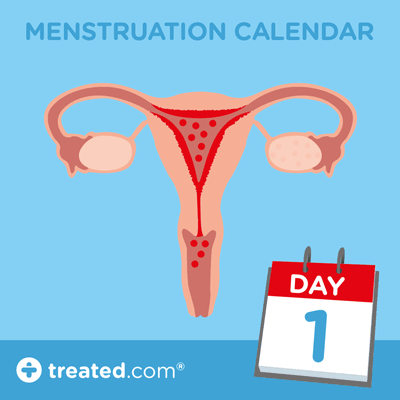 MENSTRUATION CALENDAR
DAY
1
treated.com®